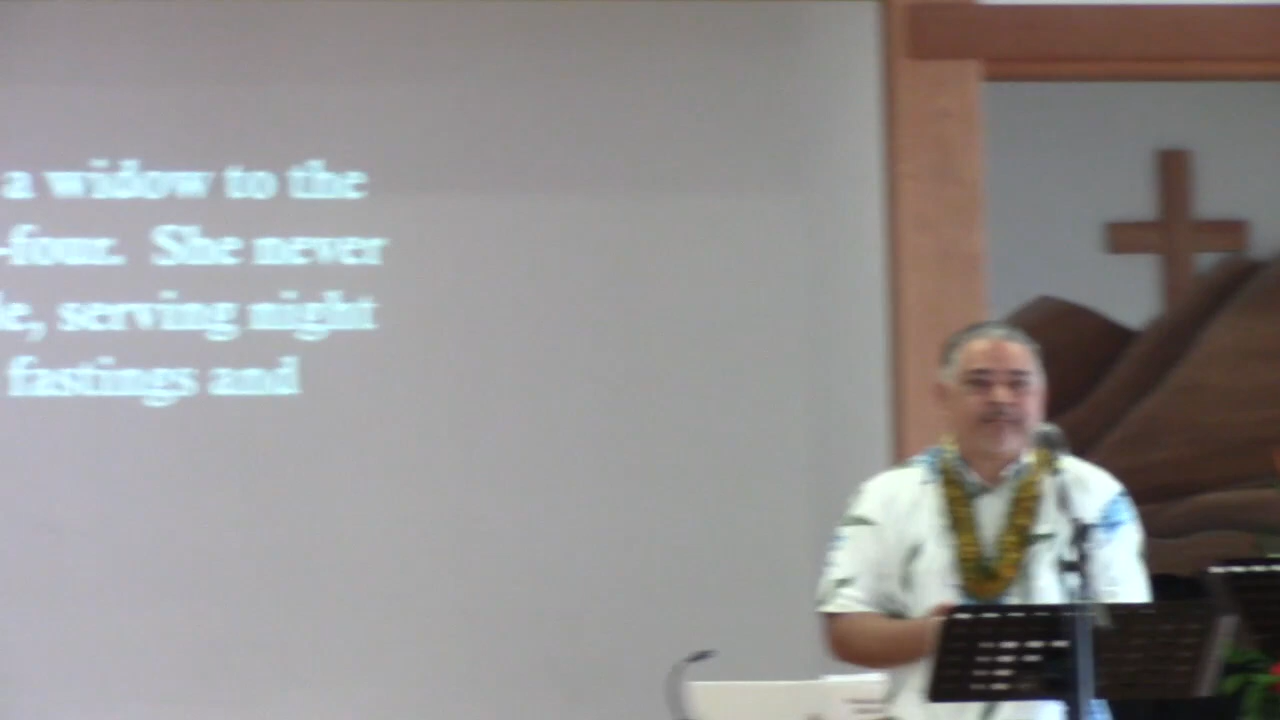 a widow to the
-four. She never
le, serving night
fastings and